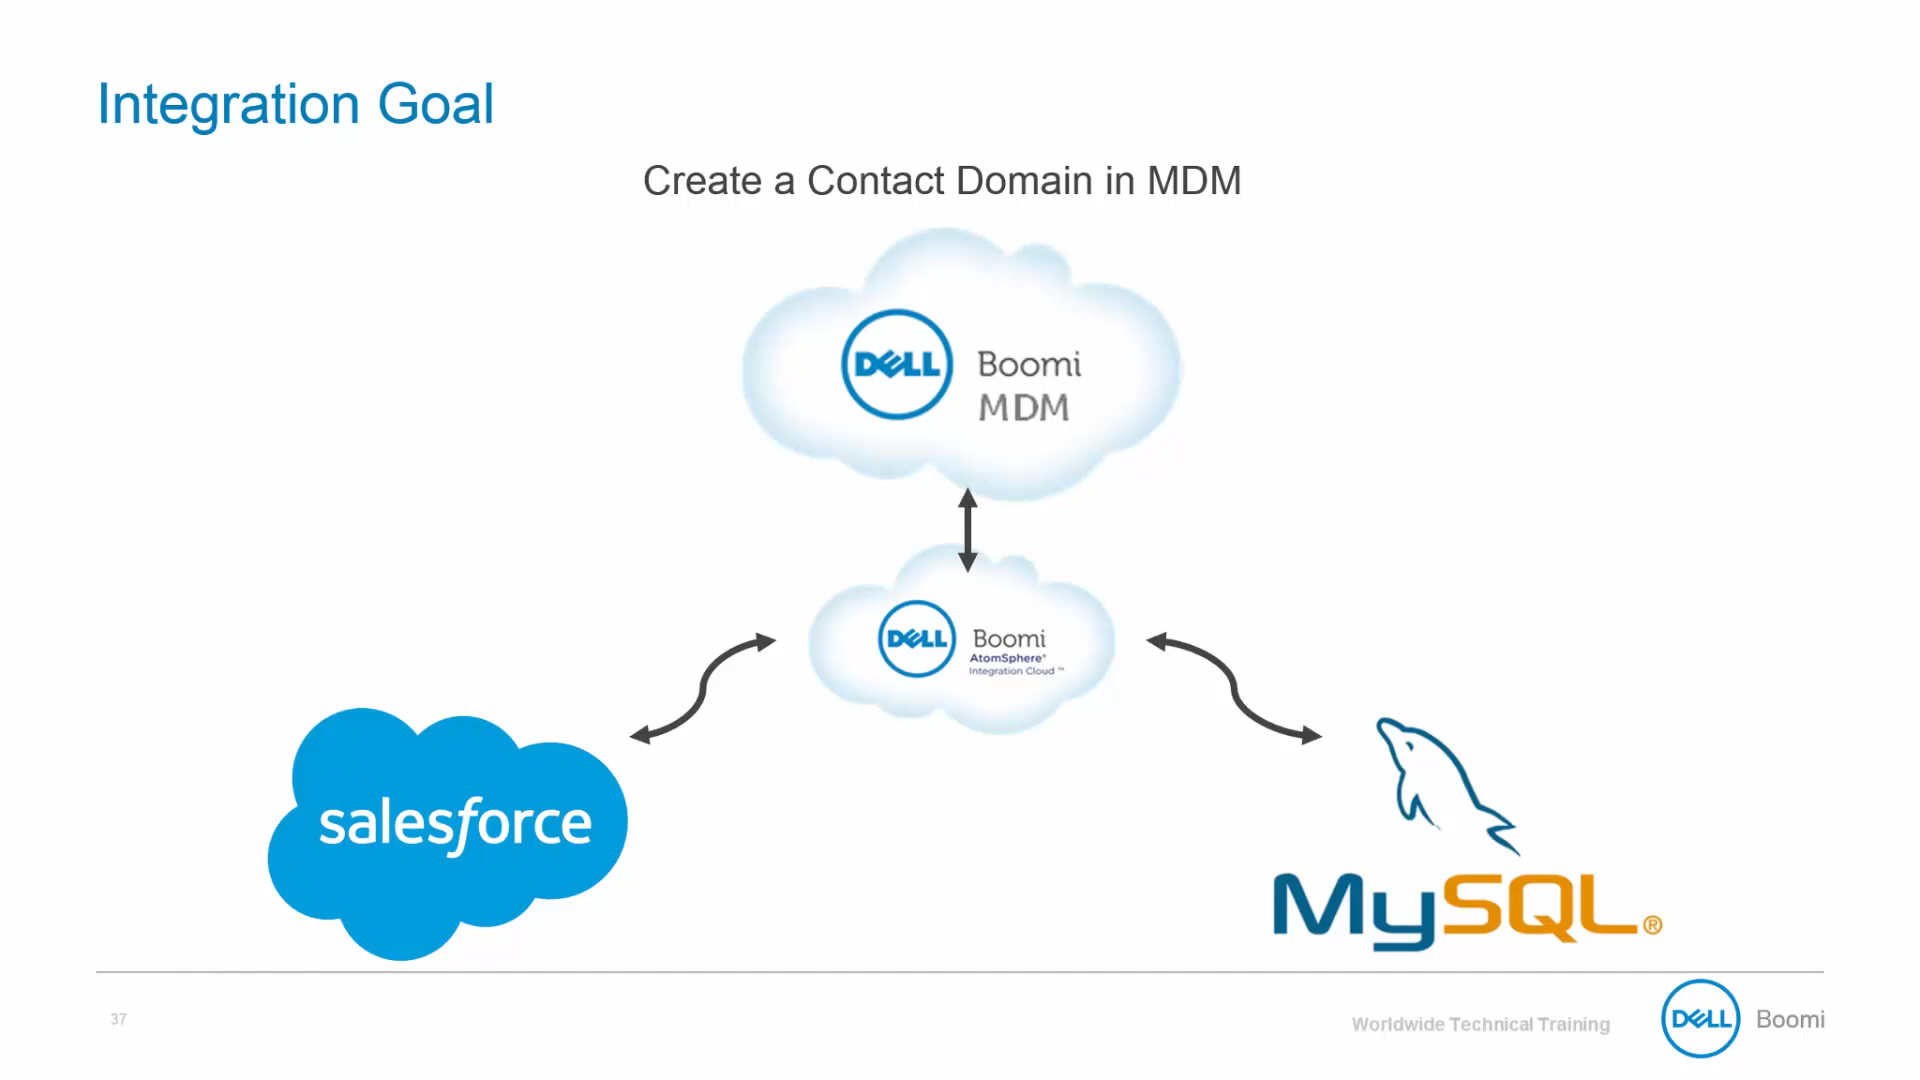 Integration Goal
Create a Contact Domain in MDM
DELL Boomi
MDM
DELL Boomi
AtomSphere®
Integration Cloud ™
salesforce
MySQL®
37
Worldwide Technical Training
DELL Boomi